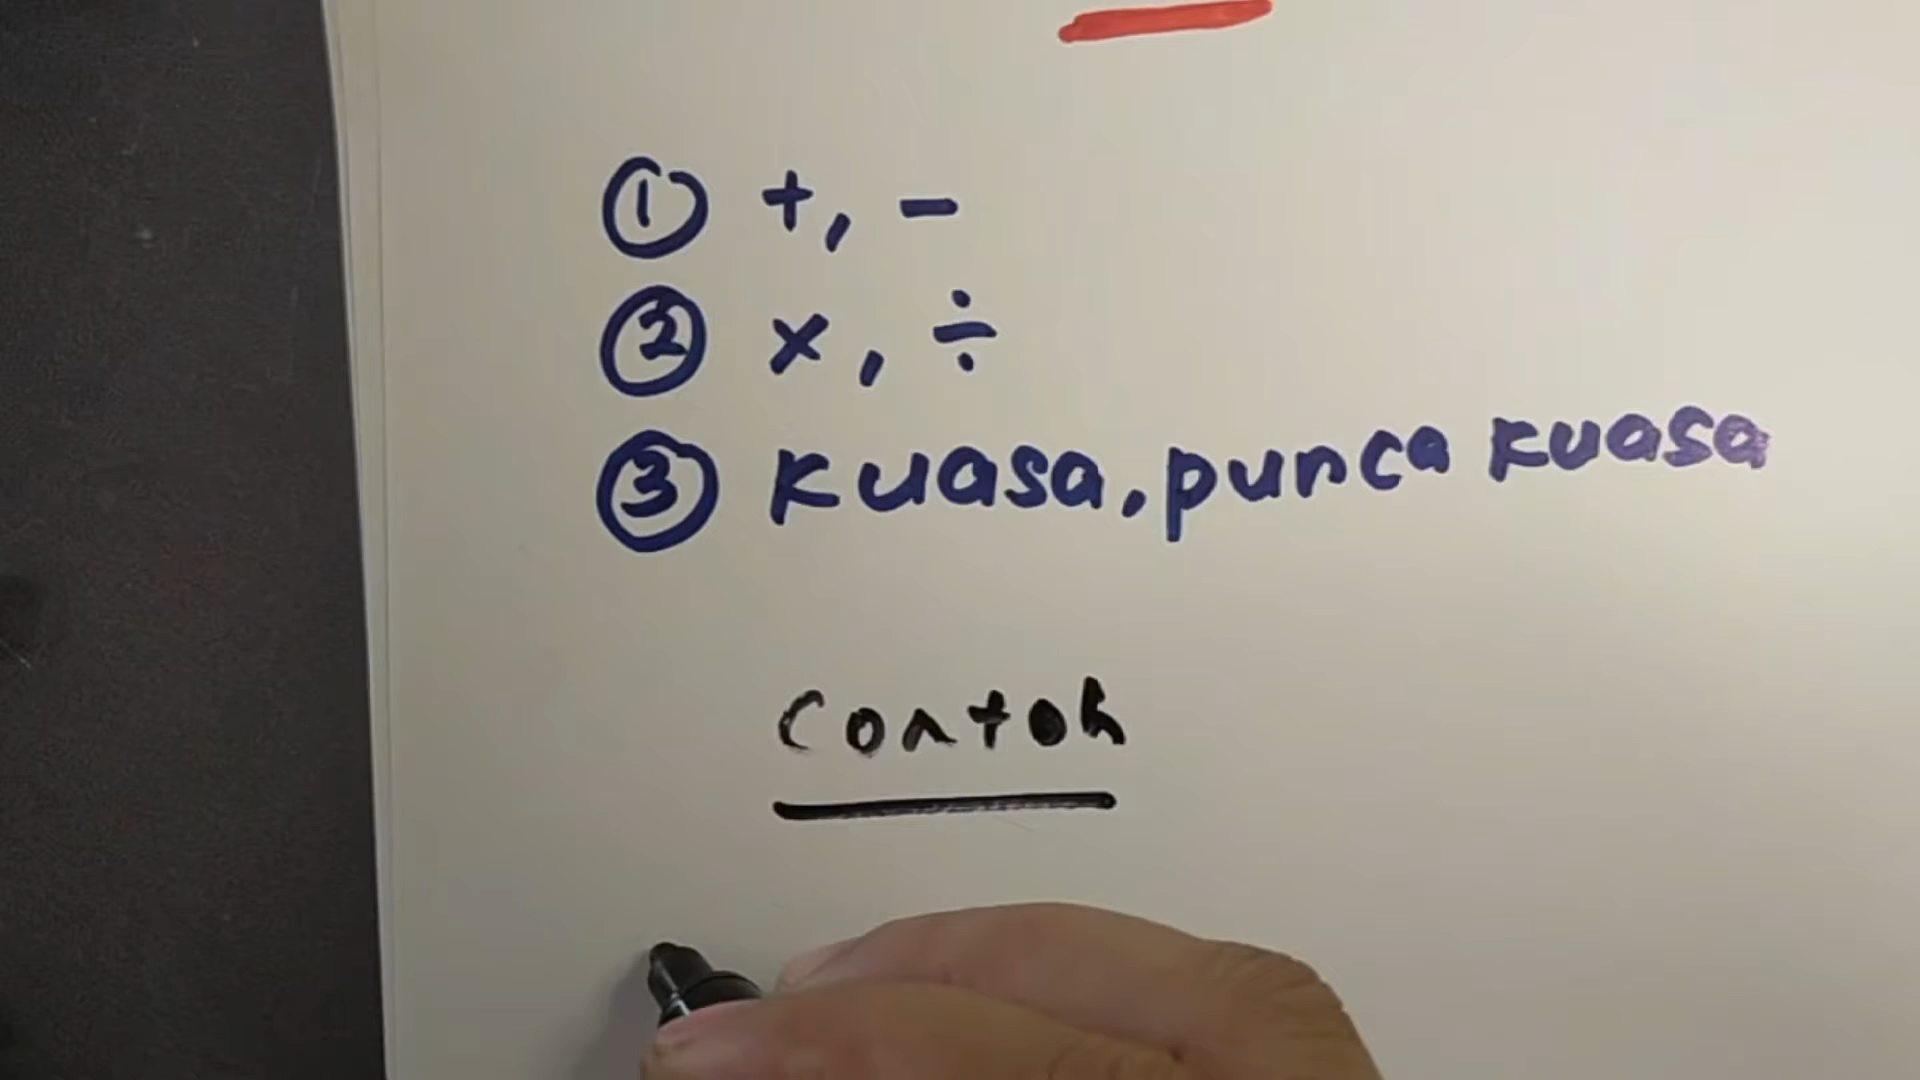 ① +, -
② ×, ÷
③ kuasa, punca kuasa
Contoh